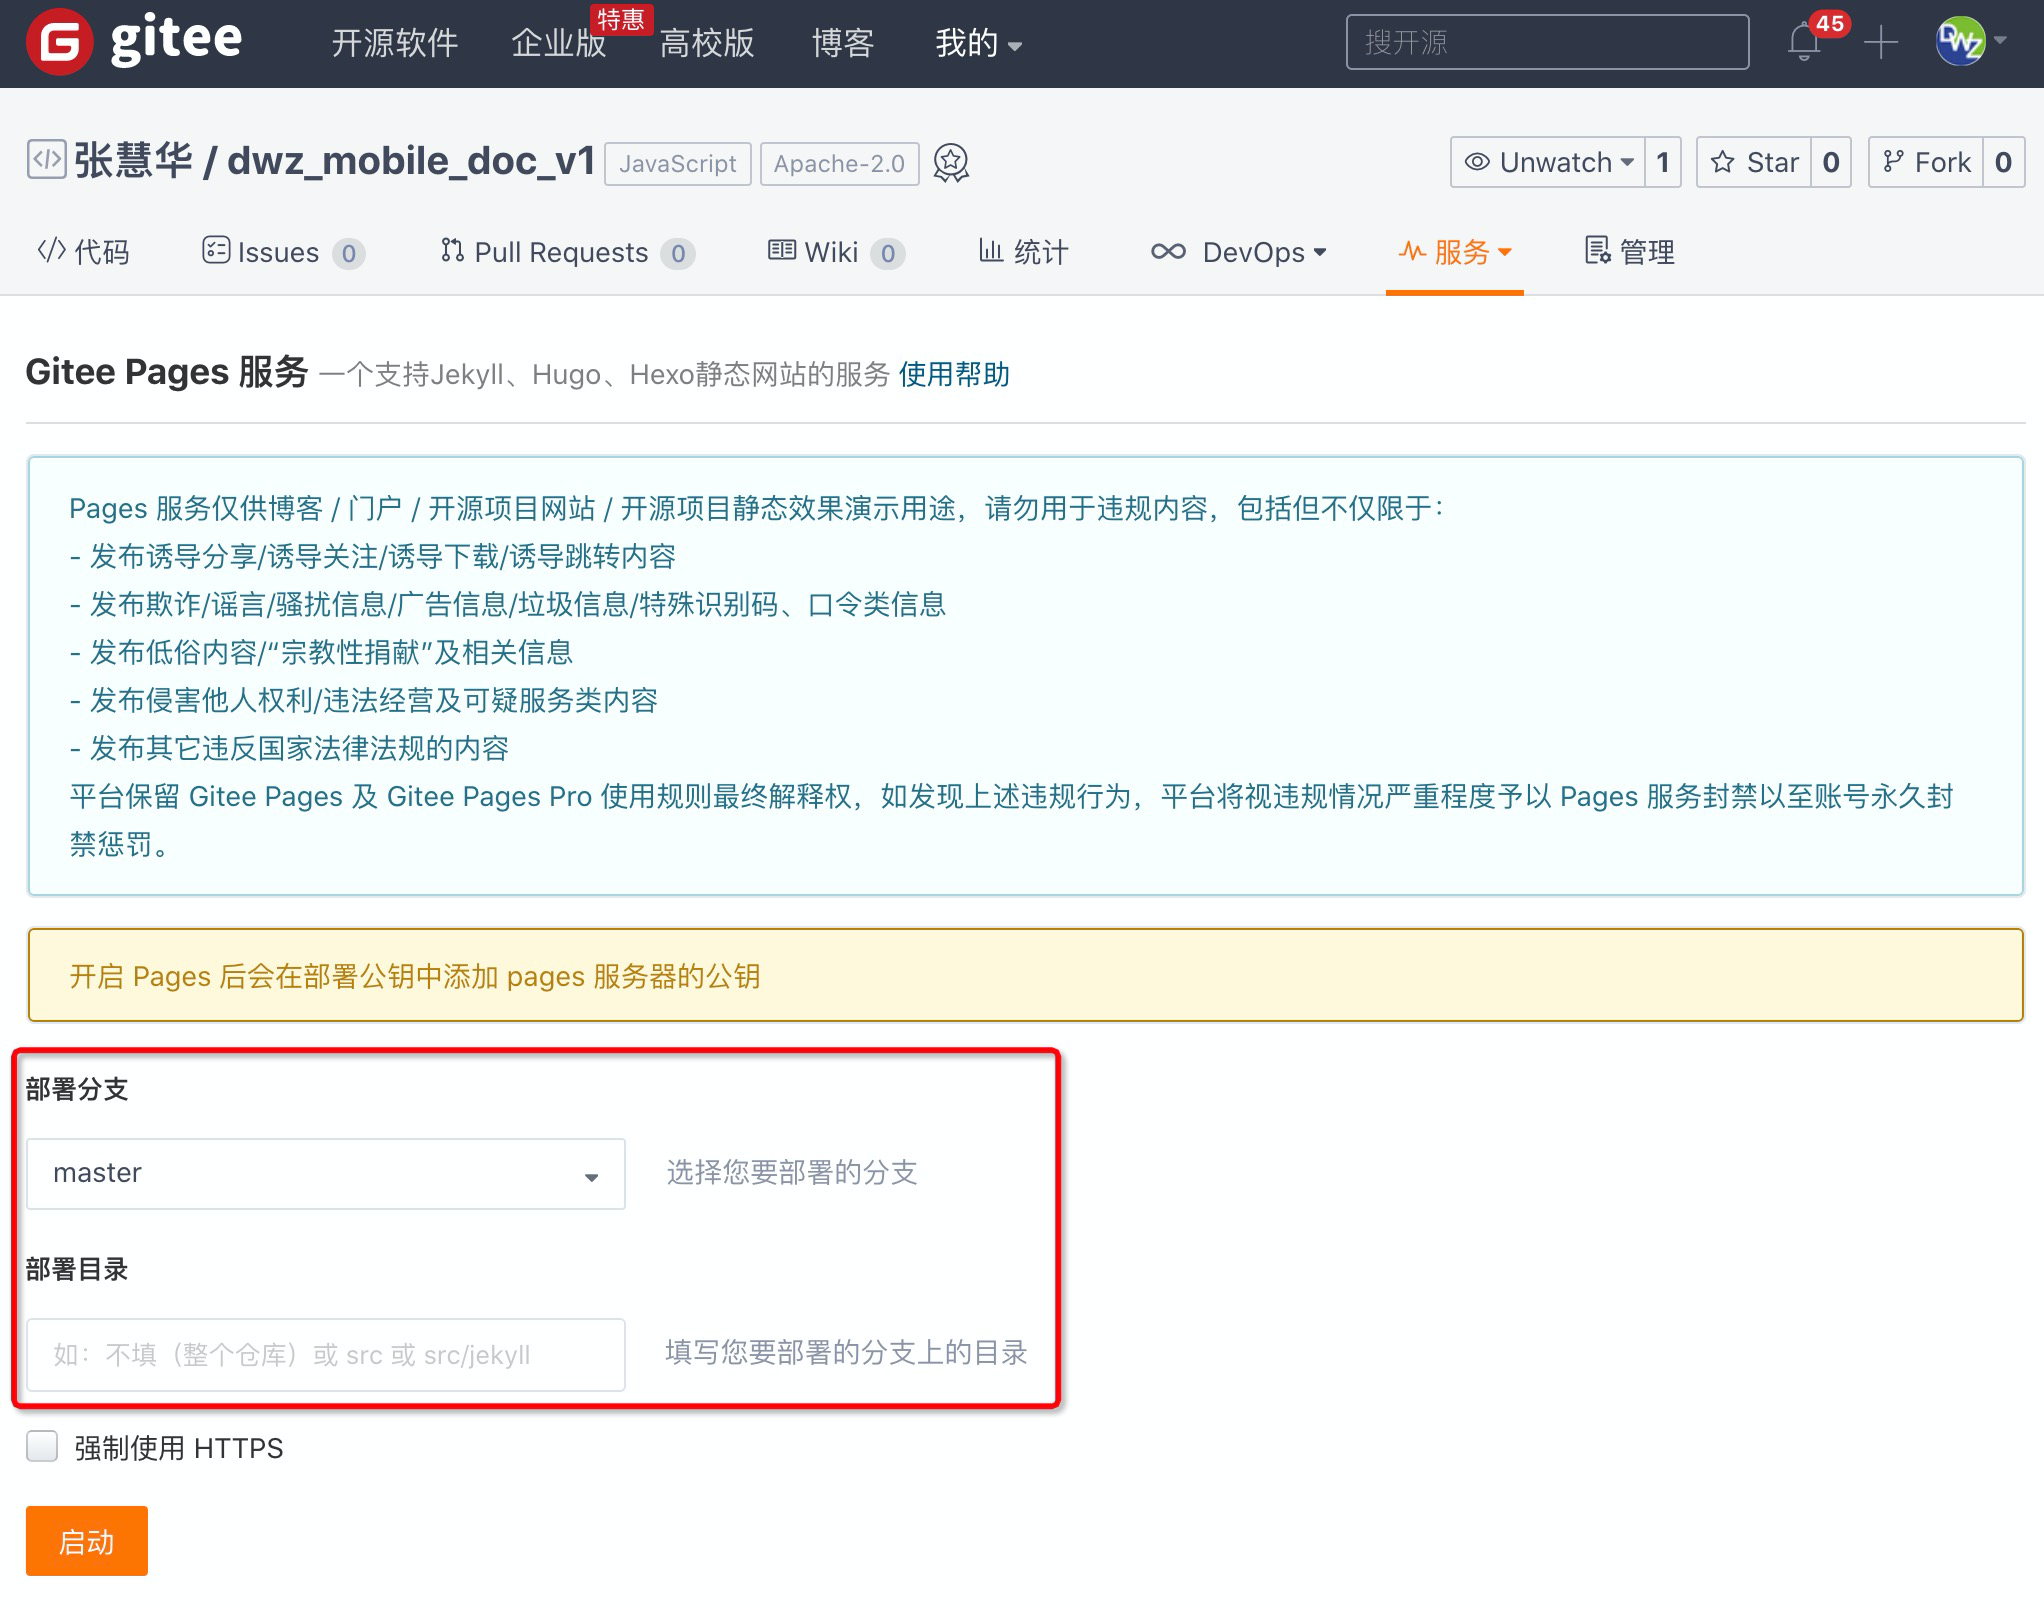 gitee 开源软件 企业版 特惠 高校版 博客 我的 搜开源 45
张慧华 / dwz_mobile_doc_v1 JavaScript Apache-2.0 Unwatch 1 Star 0 Fork 0
代码 Issues 0 Pull Requests 0 Wiki 0 统计 DevOps 服务 管理
Gitee Pages 服务 一个支持Jekyll、Hugo、Hexo静态网站的服务 使用帮助
Pages 服务仅供博客 / 门户 / 开源项目网站 / 开源项目静态效果演示用途，请勿用于违规内容，包括但不仅限于：
- 发布诱导分享/诱导关注/诱导下载/诱导跳转内容
- 发布欺诈/谣言/骚扰信息/广告信息/垃圾信息/特殊识别码、口令类信息
- 发布低俗内容/“宗教性捐献”及相关信息
- 发布侵害他人权利/违法经营及可疑服务类内容
- 发布其它违反国家法律法规的内容
平台保留 Gitee Pages 及 Gitee Pages Pro 使用规则最终解释权，如发现上述违规行为，平台将视违规情况严重程度予以 Pages 服务封禁以至账号永久封
禁惩罚。
开启 Pages 后会在部署公钥中添加 pages 服务器的公钥
部署分支
master 选择您要部署的分支
部署目录
如：不填（整个仓库）或 src 或 src/jekyll 填写您要部署的分支上的目录
强制使用 HTTPS
启动